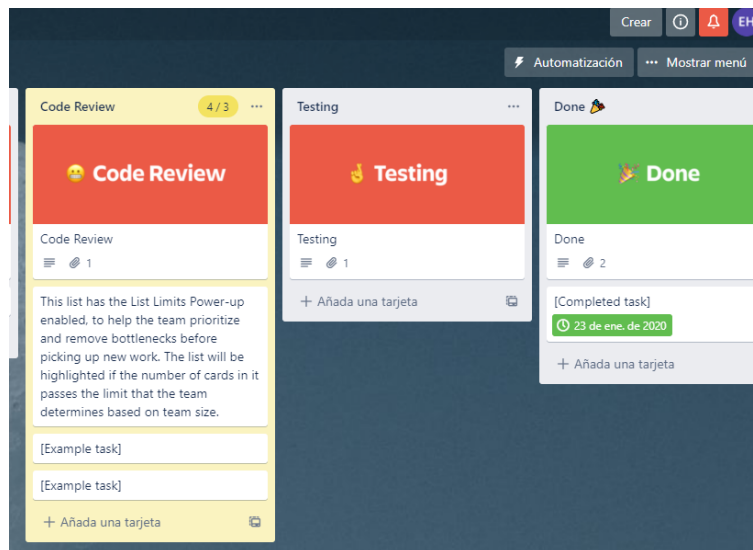 Crear
EH
Automatización
Mostrar menú
Code Review
4 / 3
Code Review
Code Review
1
This list has the List Limits Power-up
enabled, to help the team prioritize
and remove bottlenecks before
picking up new work. The list will be
highlighted if the number of cards in it
passes the limit that the team
determines based on team size.
[Example task]
[Example task]
Añada una tarjeta
Testing
Testing
Testing
1
Añada una tarjeta
Done
Done
Done
2
[Completed task]
23 de ene. de 2020
Añada una tarjeta